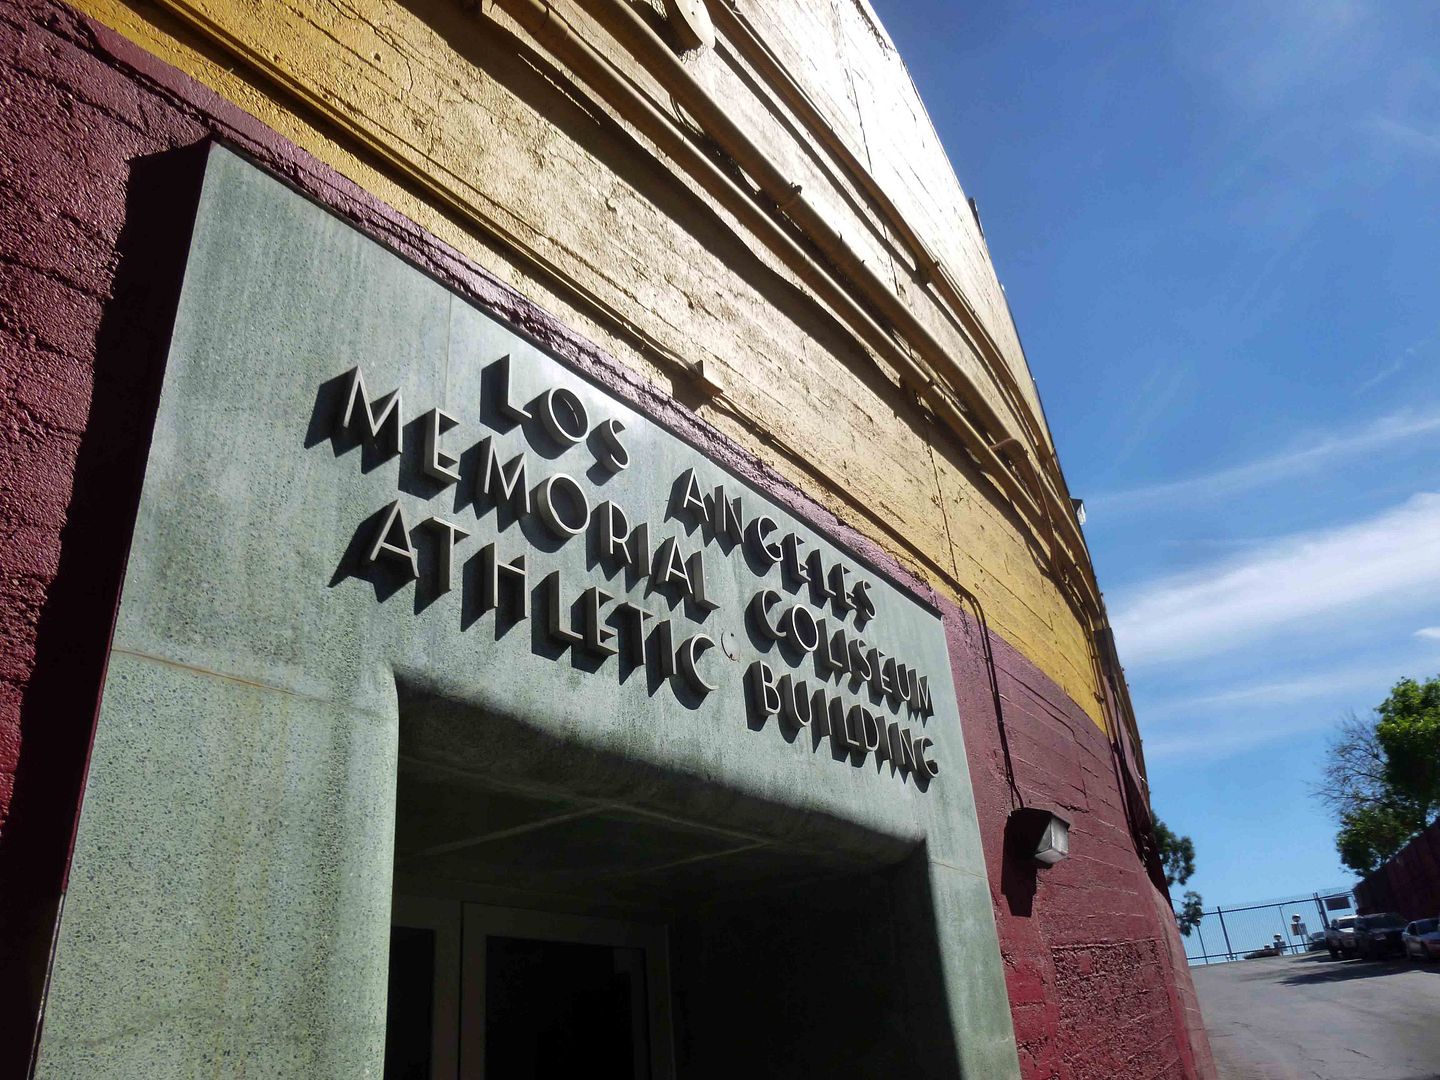 LOS ANGELES
MEMORIAL COLISEUM
ATHLETIC BUILDING